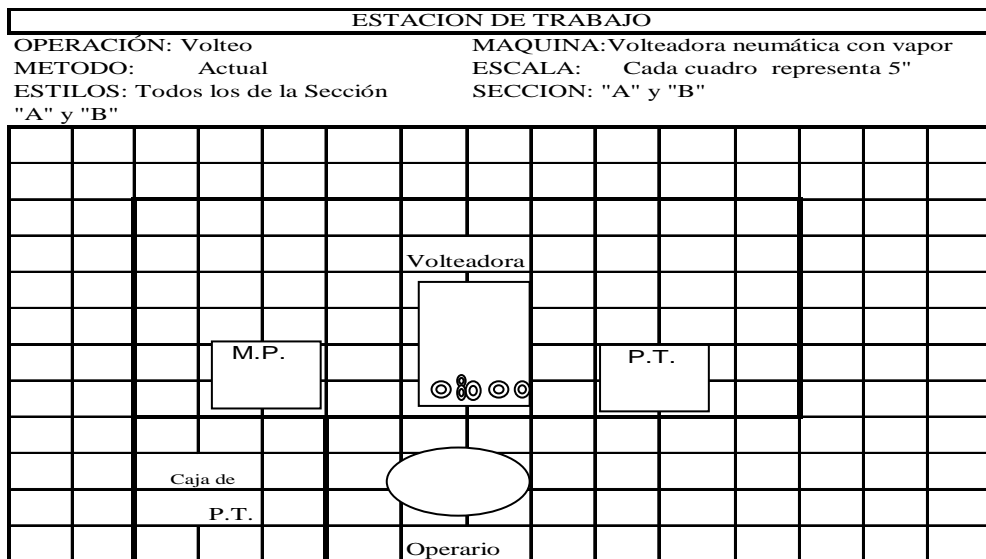 ESTACION DE TRABAJO
OPERACIÓN: Volteo MAQUINA:Volteadora neumática con vapor
METODO: Actual ESCALA: Cada cuadro representa 5"
ESTILOS: Todos los de la Sección SECCION: "A" y "B"
"A" y "B"
Volteadora
M.P. P.T.
Caja de
P.T.
Operario